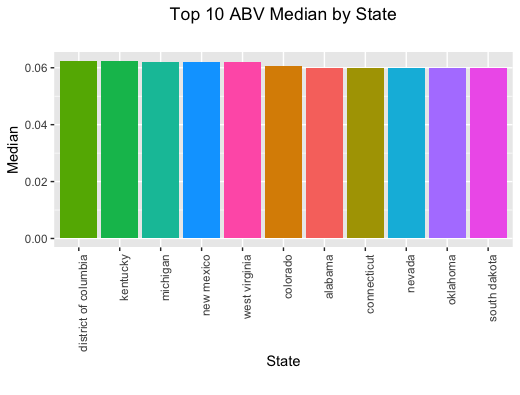 Top 10 ABV Median by State
Median
0.06
0.04
0.02
0.00
district of columbia
kentucky
michigan
new mexico
west virginia
colorado
alabama
connecticut
nevada
oklahoma
south dakota
State